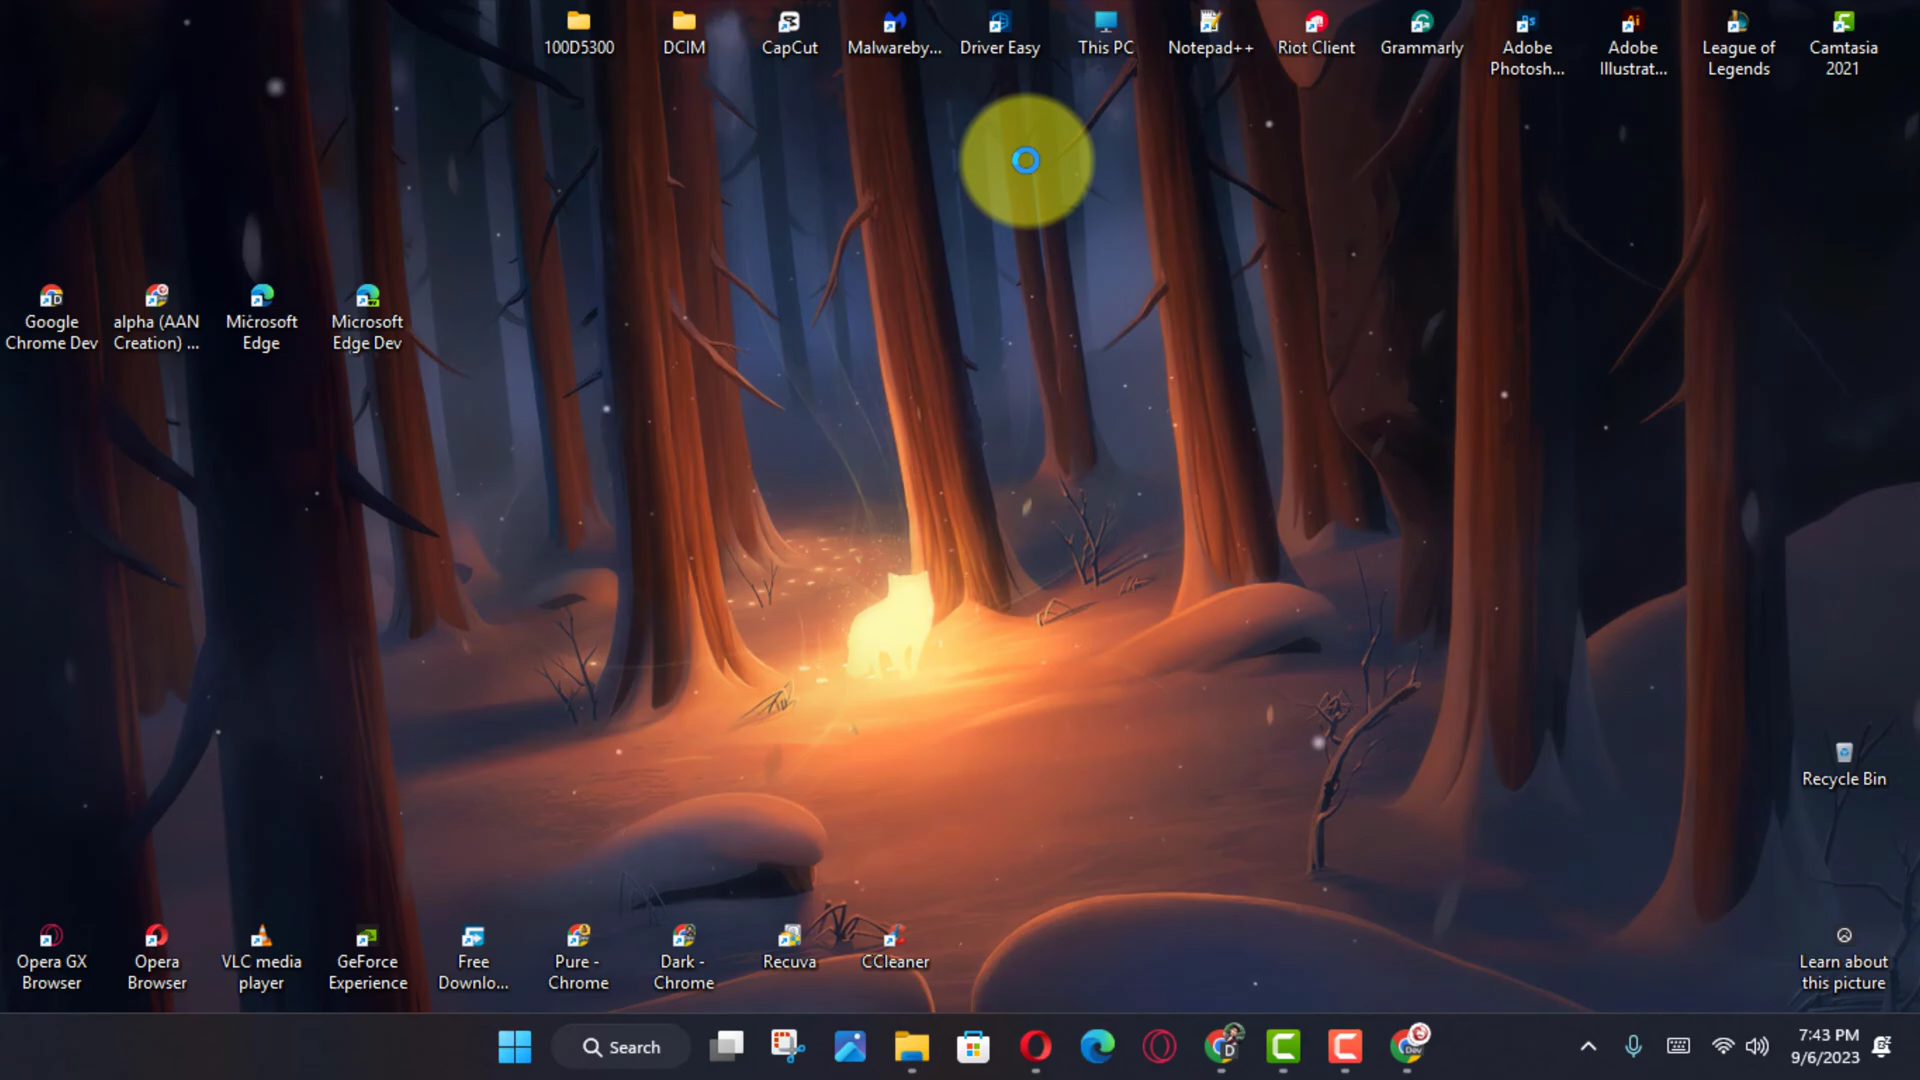 100D5300
DCIM
CapCut
Malwareby...
Driver Easy
This PC
Notepad++
Riot Client
Grammarly
Adobe
Photosh...
Adobe
Illustrat...
League of
Legends
Camtasia
2021
Google
Chrome Dev
alpha (AAN
Creation) ...
Microsoft
Edge
Microsoft
Edge Dev
Recycle Bin
Opera GX
Browser
Opera
Browser
VLC media
player
GeForce
Experience
Free
Downlo...
Pure -
Chrome
Dark -
Chrome
Recuva
CCleaner
Learn about
this picture
Search
7:43 PM
9/6/2023